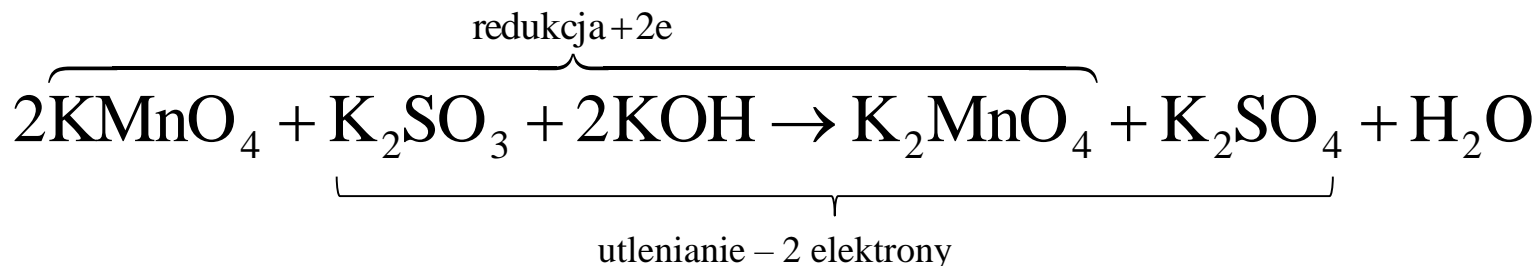 redukcja+2e
2KMnO₄ + K₂SO₃ + 2KOH → K₂MnO₄ + K₂SO₄ + H₂O
utlenianie – 2 elektrony